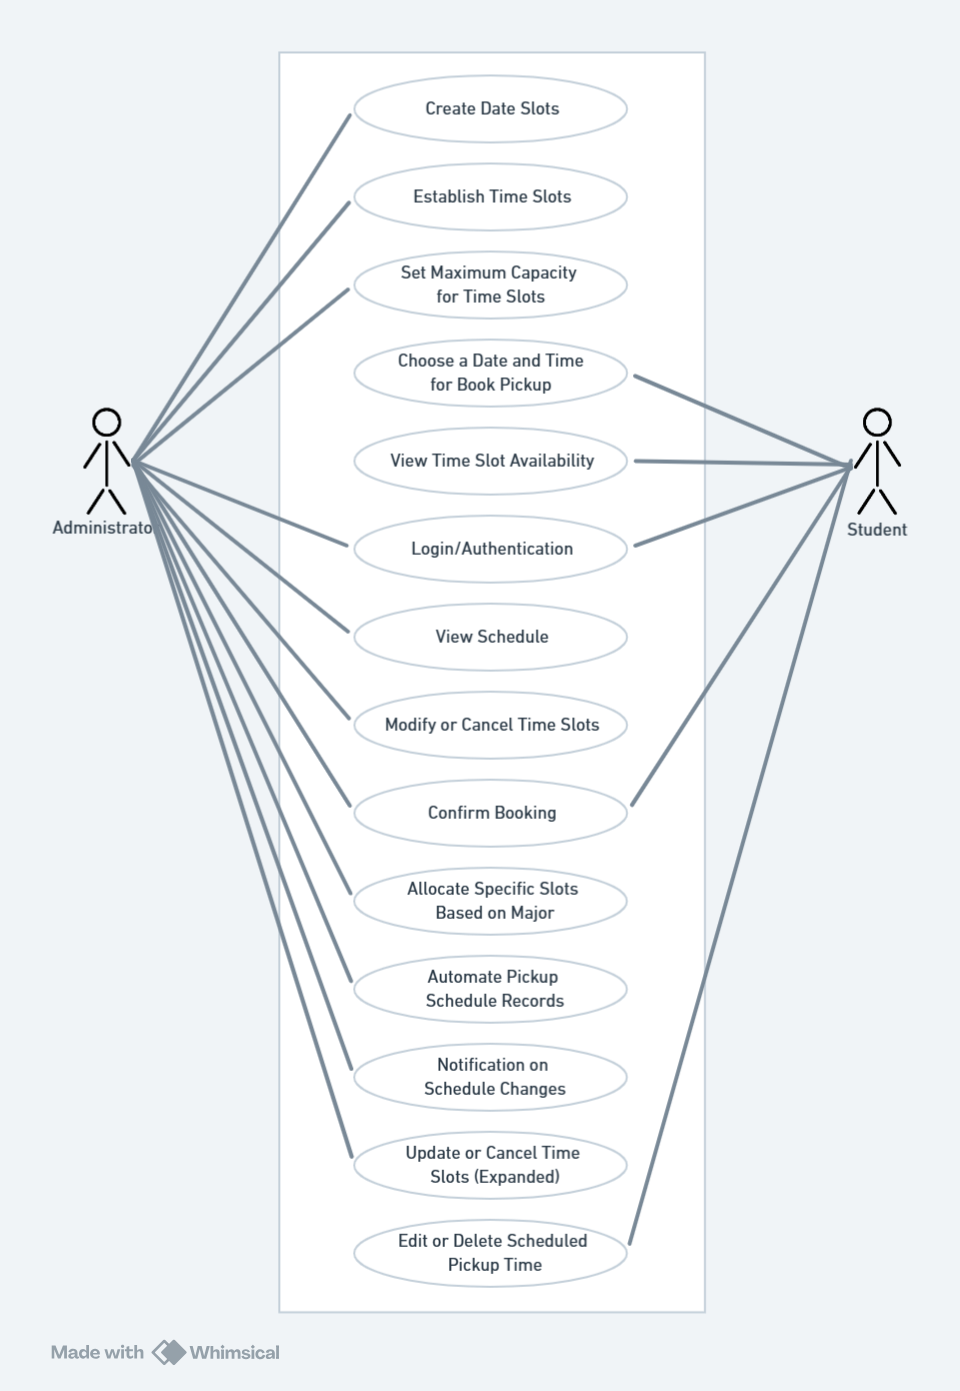 Create Date Slots
Establish Time Slots
Set Maximum Capacity
for Time Slots
Choose a Date and Time
for Book Pickup
View Time Slot Availability
Login/Authentication
View Schedule
Modify or Cancel Time Slots
Confirm Booking
Allocate Specific Slots
Based on Major
Automate Pickup
Schedule Records
Notification on
Schedule Changes
Update or Cancel Time
Slots (Expanded)
Edit or Delete Scheduled
Pickup Time
Administrator
Student
Made with Whimsical